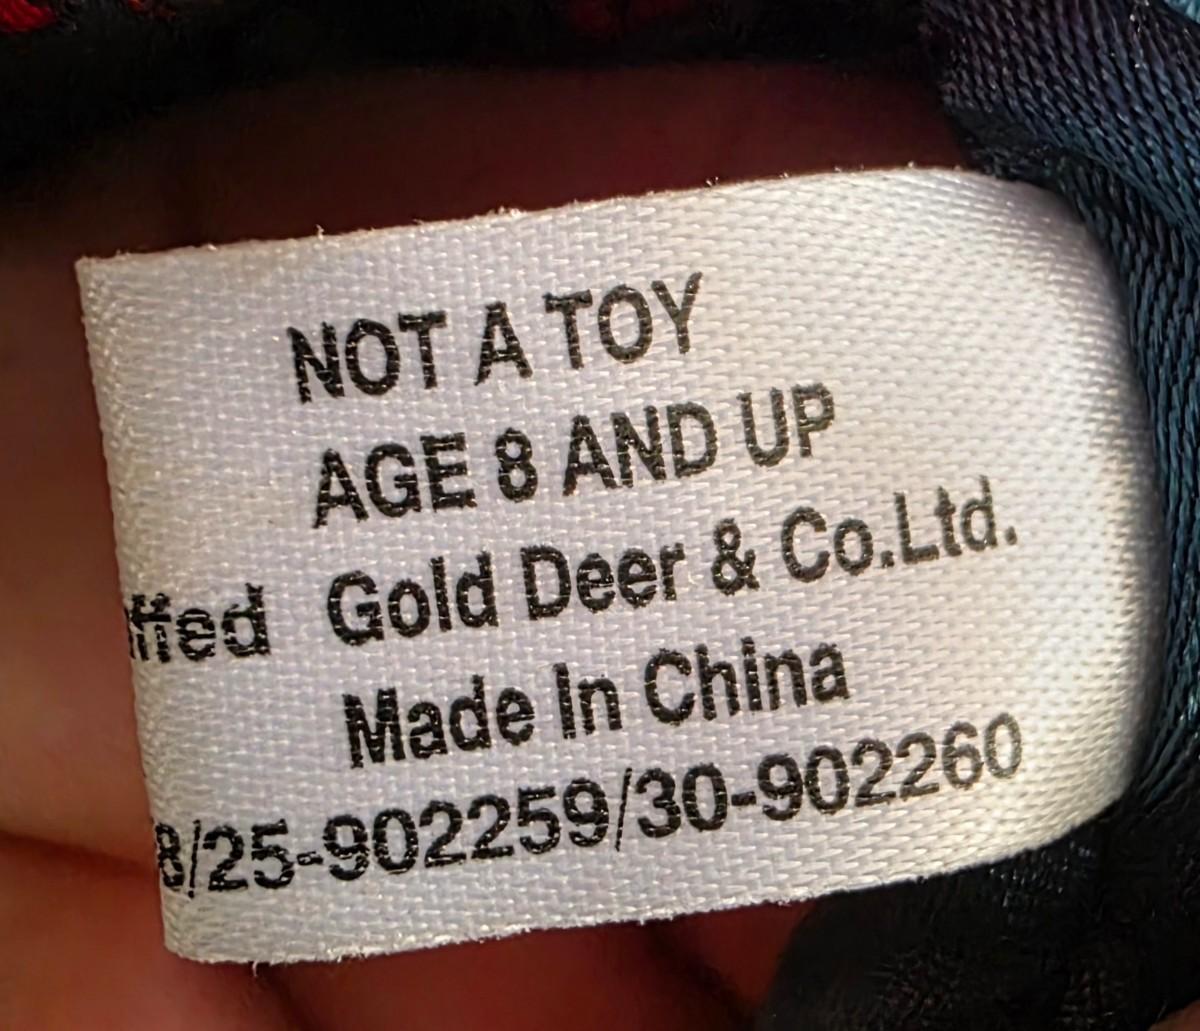 NOT A TOY
AGE 8 AND UP
Gold Deer & Co.Ltd.
Made In China
8/25-902259/30-902260